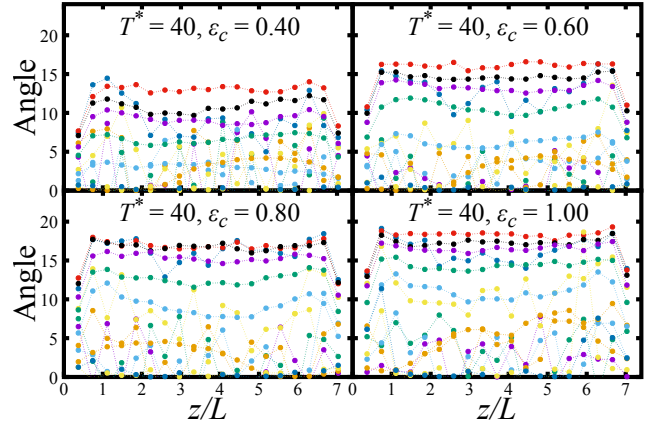 T* = 40, εc = 0.40
T* = 40, εc = 0.60
20
15
10
5
0
Angle
T* = 40, εc = 0.80
T* = 40, εc = 1.00
20
15
10
5
0
Angle
0 1 2 3 4 5 6 7
0 1 2 3 4 5 6 7
z/L
z/L